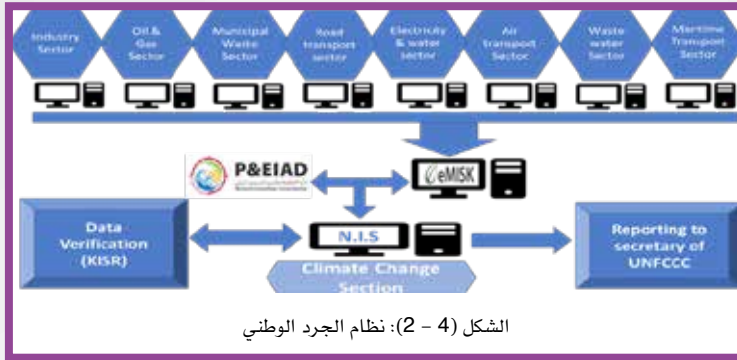 Industry
Sector
Oil &
Gas
Sector
Municipal
Waste
Sector
Road
transport
sector
Electricity
& water
sector
Air
transport
Sector
Waste
water
Sector
Maritime
Transport
Sector
P&EIAD
eMISK
Data
Verification
(KISR)
N.I.S
Reporting to
secretary of
UNFCCC
Climate Change
Section
الشكل (4 - 2): نظام الجرد الوطني